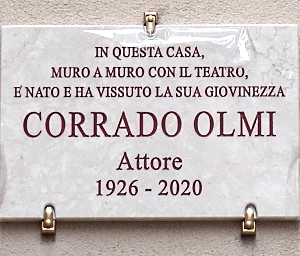 IN QUESTA CASA,
MURO A MURO CON IL TEATRO,
E' NATO E HA VISSUTO LA SUA GIOVINEZZA
CORRADO OLMI
Attore
1926 - 2020